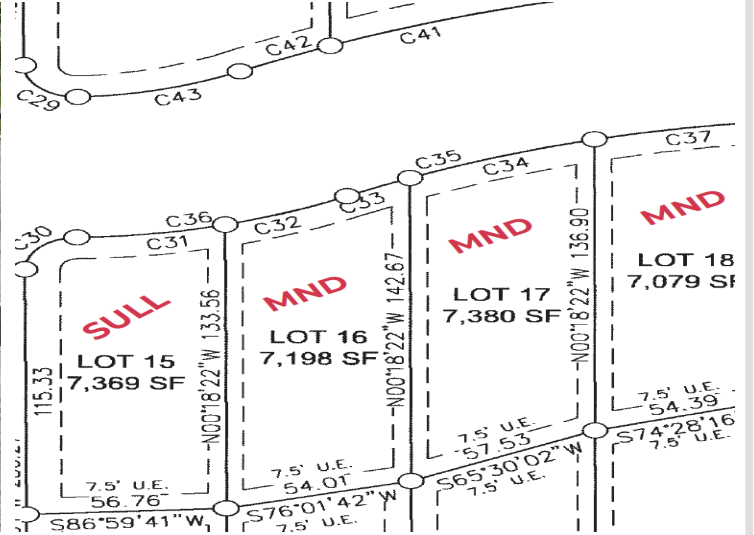 C42
C41
C29
C43
C35
C37
C34
C33
C36
C32
C30
C31
MND
MND
MND
SULL
LOT 18
7,079 SF
LOT 17
7,380 SF
LOT 16
7,198 SF
LOT 15
7,369 SF
115.33
N00°18'22"W 133.56
N00°18'22"W 142.67
N00°18'22"W 136.90
7.5' U.E.
54.39
S74°28'16
7.5' U.E.
7.5' U.E.
57.53
S65°30'02"W
7.5' U.E.
7.5' U.E.
54.01
S76°01'42"W
7.5' U.E.
7.5' U.E.
56.76
S86°59'41"W